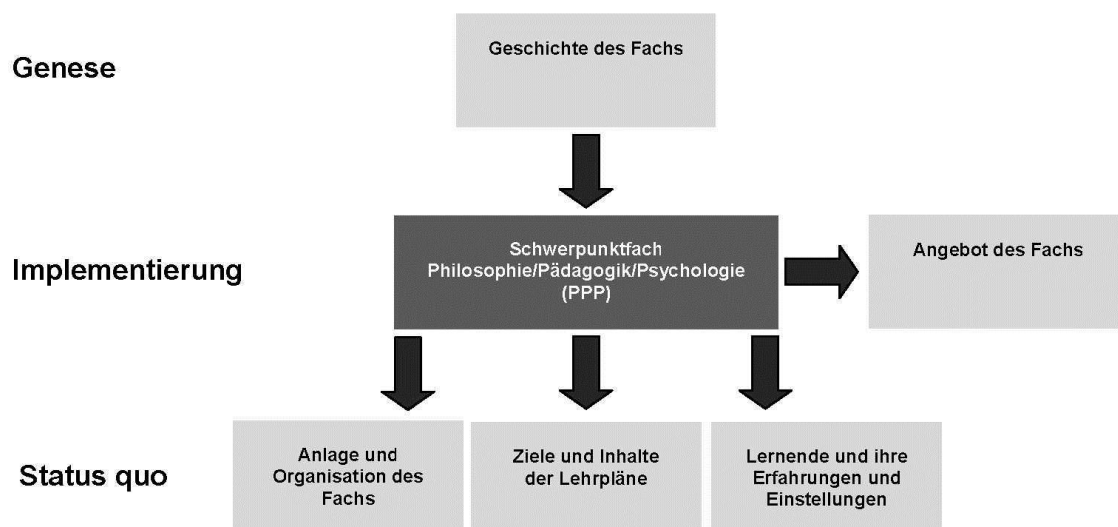 Genese
Geschichte des Fachs
Implementierung
Schwerpunktfach
Philosophie/Pädagogik/Psychologie
(PPP)
Angebot des Fachs
Status quo
Anlage und
Organisation des
Fachs
Ziele und Inhalte
der Lehrpläne
Lernende und ihre
Erfahrungen und
Einstellungen